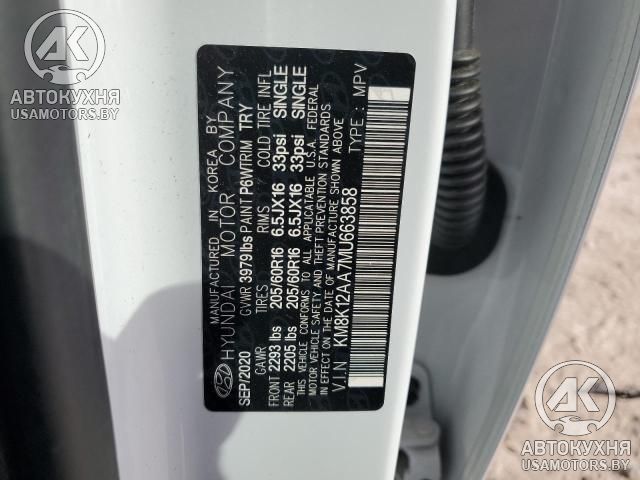 MANUFACTURED IN KOREA BY
HYUNDAI MOTOR COMPANY
SEP/2020 GVWR 3979lbs PAINT P6W TRIM TRY
GAWR TIRES RIMS COLD TIRE INFL
FRONT 2293 lbs 205/60R16 6.5JX16 33psi SINGLE
REAR 2205 lbs 205/60R16 6.5JX16 33psi SINGLE
THIS VEHICLE CONFORMS TO ALL APPLICABLE U.S.A. FEDERAL
MOTOR VEHICLE SAFETY AND THEFT PREVENTION STANDARDS
IN EFFECT ON THE DATE OF MANUFACTURE SHOWN ABOVE
V.I.N KM8K12AA7MU663858 TYPE : MPV
АК
АВТОКУХНЯ
USAMOTORS.BY
АК
АВТОКУХНЯ
USAMOTORS.BY